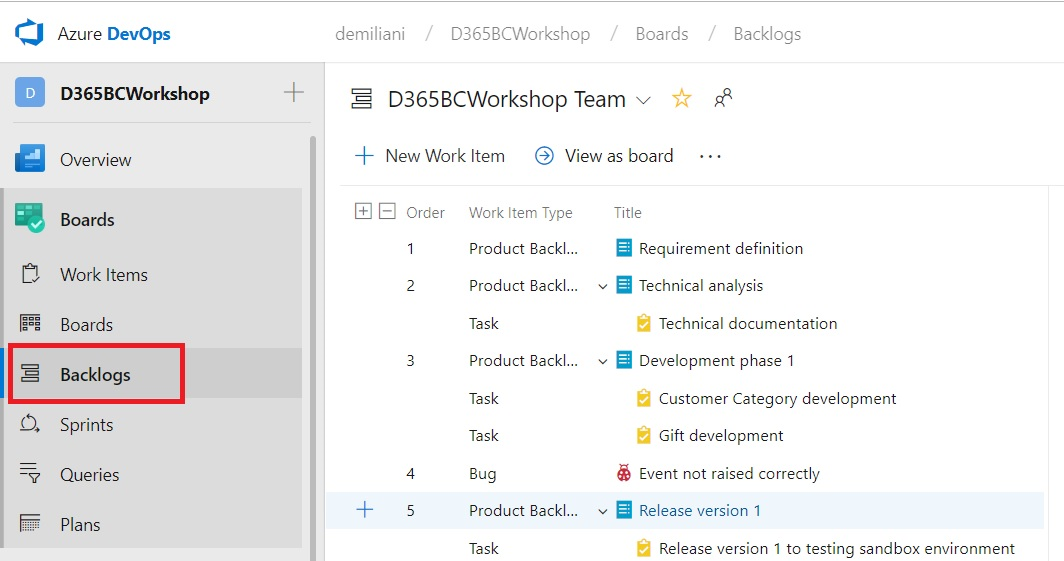 Azure DevOps
demiliani / D365BCWorkshop / Boards / Backlogs
D D365BCWorkshop
Overview
Boards
Work Items
Boards
Backlogs
Sprints
Queries
Plans
D365BCWorkshop Team
New Work Item View as board ...
Order Work Item Type Title
1 Product Backl... Requirement definition
2 Product Backl... Technical analysis
Task Technical documentation
3 Product Backl... Development phase 1
Task Customer Category development
Task Gift development
4 Bug Event not raised correctly
5 Product Backl... Release version 1
Task Release version 1 to testing sandbox environment